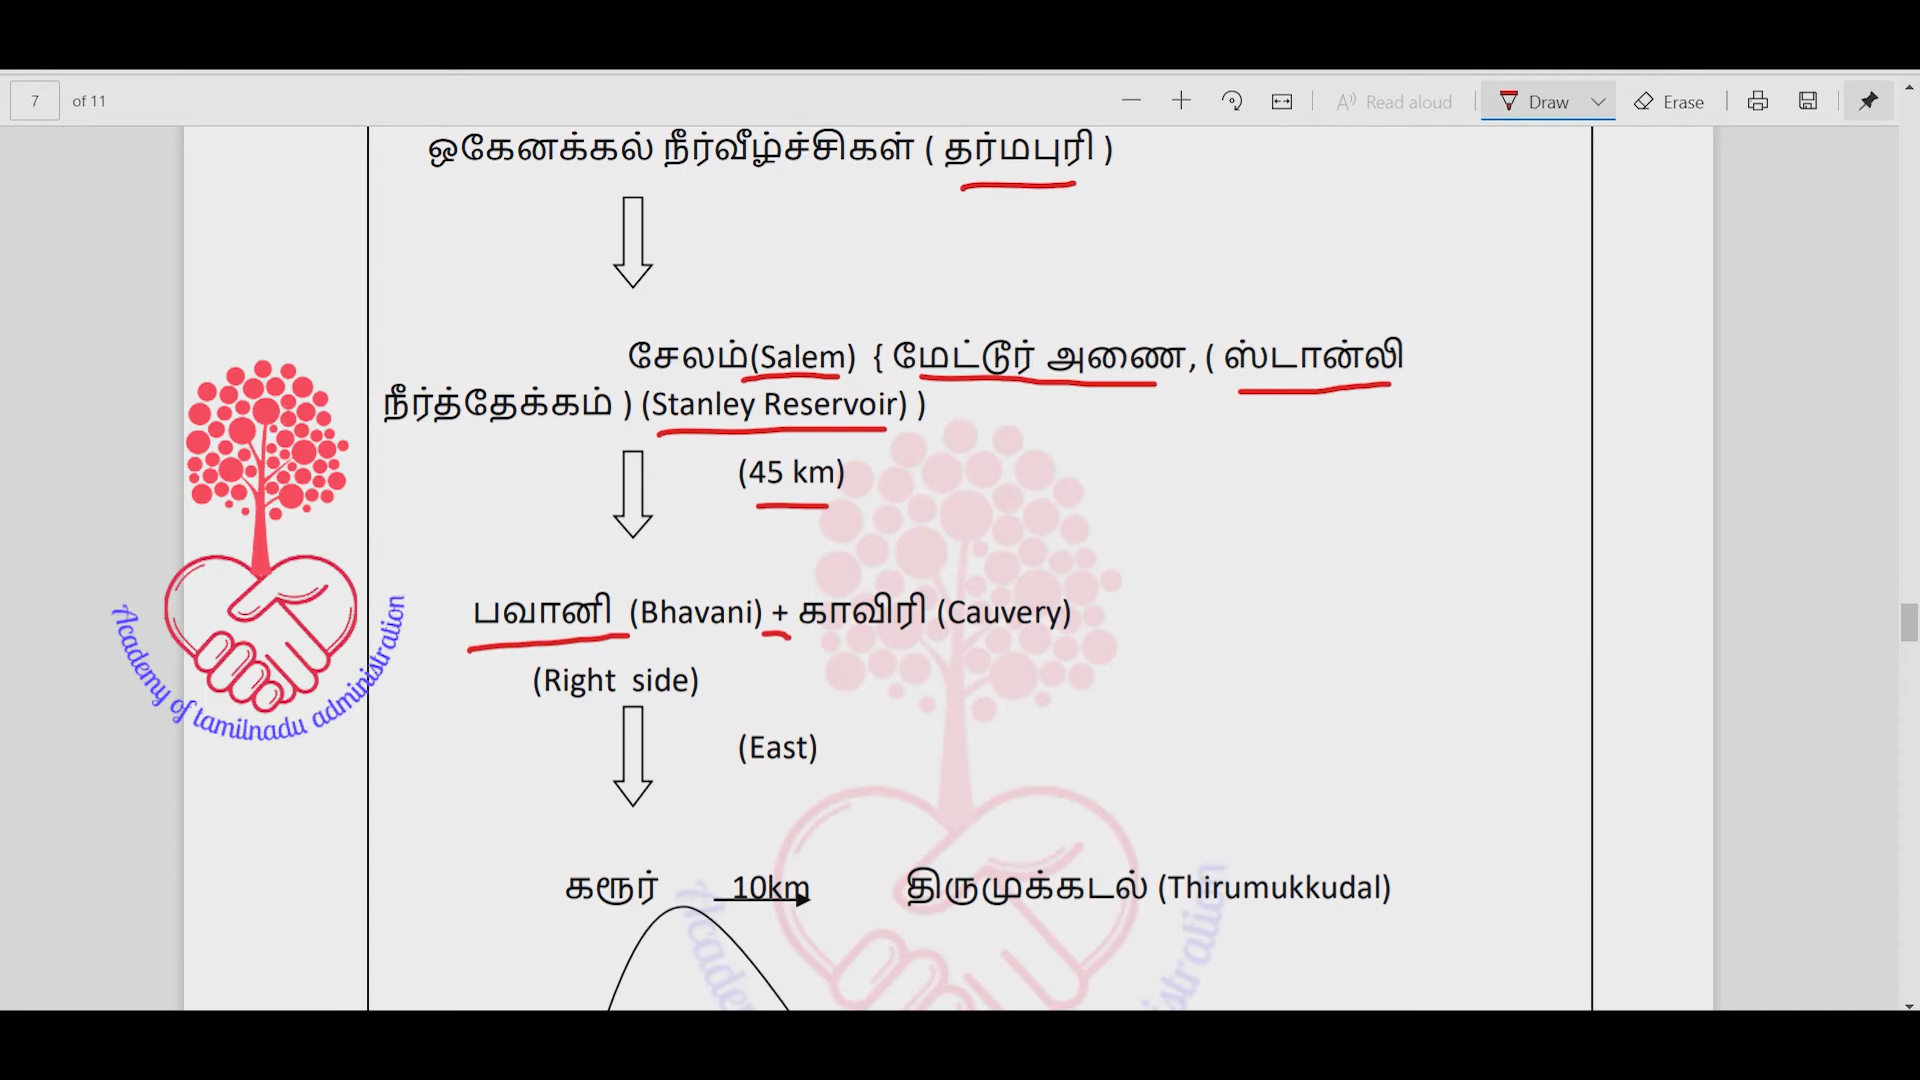 7 of 11 Read aloud Draw Erase
ஒகேனக்கல் நீர்வீழ்ச்சிகள் ( தர்மபுரி )
சேலம்(Salem) { மேட்டூர் அணை, ( ஸ்டான்லி
நீர்த்தேக்கம் ) (Stanley Reservoir) )
(45 km)
பவானி (Bhavani) + காவிரி (Cauvery)
Academy of tamilnadu administration
(Right side)
(East)
கரூர் 10km திருமுக்கடல் (Thirumukkudal)